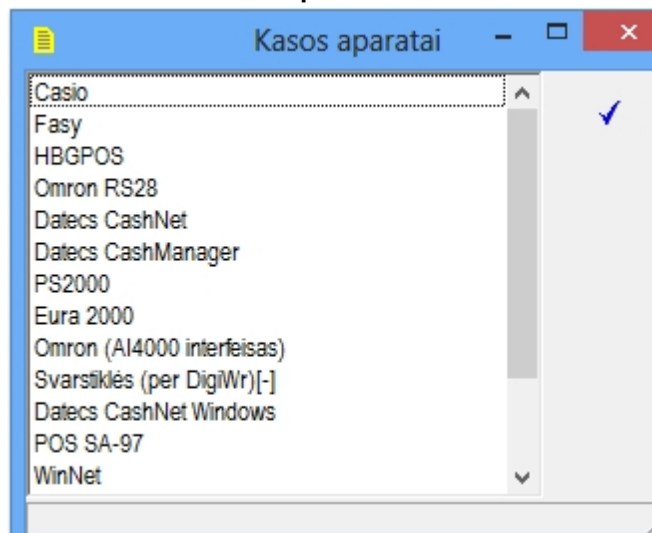 Kasos aparatai
Casio
Fasy
HBGPOS
Omron RS28
Datecs CashNet
Datecs CashManager
PS2000
Eura 2000
Omron (AI4000 interfeisas)
Svarstiklės (per DigiWr)[-]
Datecs CashNet Windows
POS SA-97
WinNet